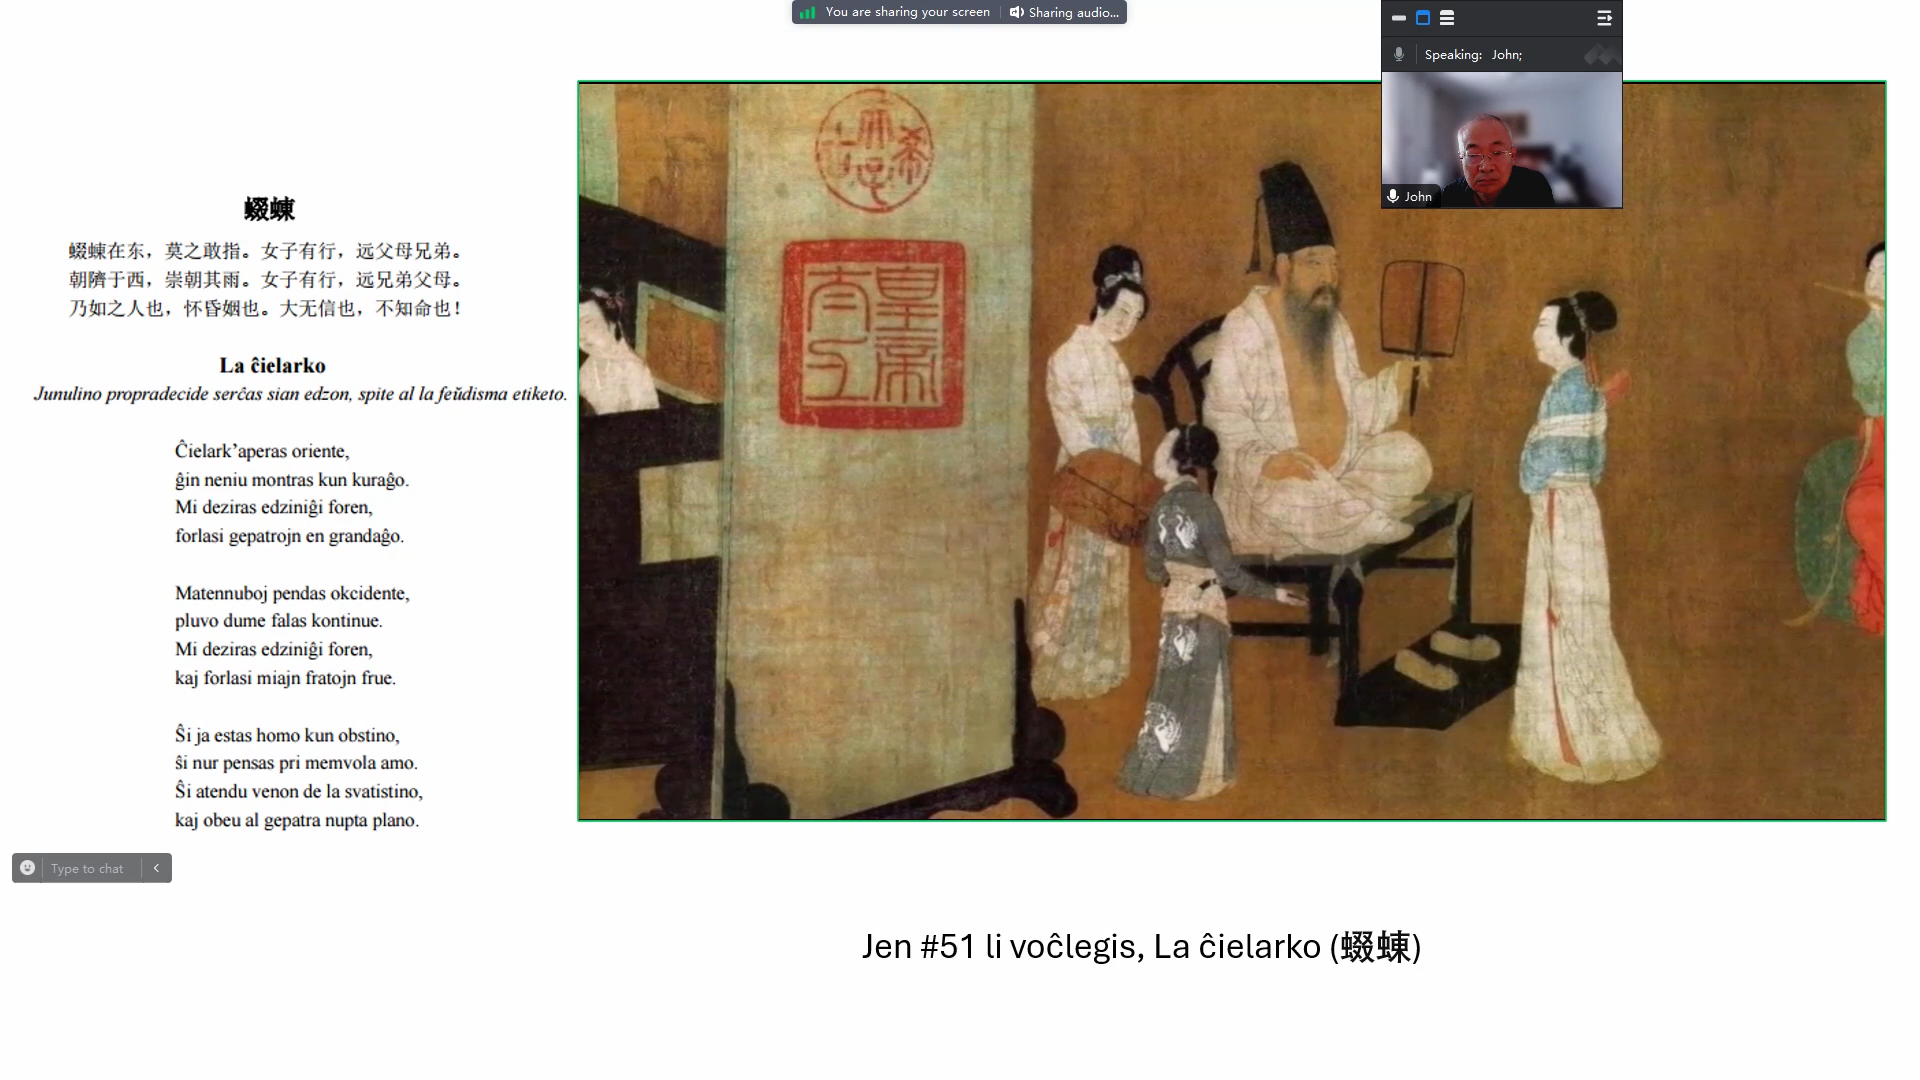 You are sharing your screen
Sharing audio...
Speaking: John;
John
蝃蝀
蝃蝀在东，莫之敢指。女子有行，远父母兄弟。
朝隮于西，崇朝其雨。女子有行，远兄弟父母。
乃如之人也，怀昏姻也。大无信也，不知命也！
La ĉielarko
Junulino propradecide serĉas sian edzon, spite al la feŭdisma etiketo.
Ĉielark’aperas oriente,
ĝin neniu montras kun kuraĝo.
Mi deziras edziniĝi foren,
forlasi gepatrojn en grandaĝo.
Matennuboj pendas okcidente,
pluvo dume falas kontinue.
Mi deziras edziniĝi foren,
kaj forlasi miajn fratojn frue.
Ŝi ja estas homo kun obstino,
ŝi nur pensas pri memvola amo.
Ŝi atendu venon de la svatistino,
kaj obeu al gepatra nupta plano.
Type to chat
Jen #51 li voĉlegis, La ĉielarko (蝃蝀)